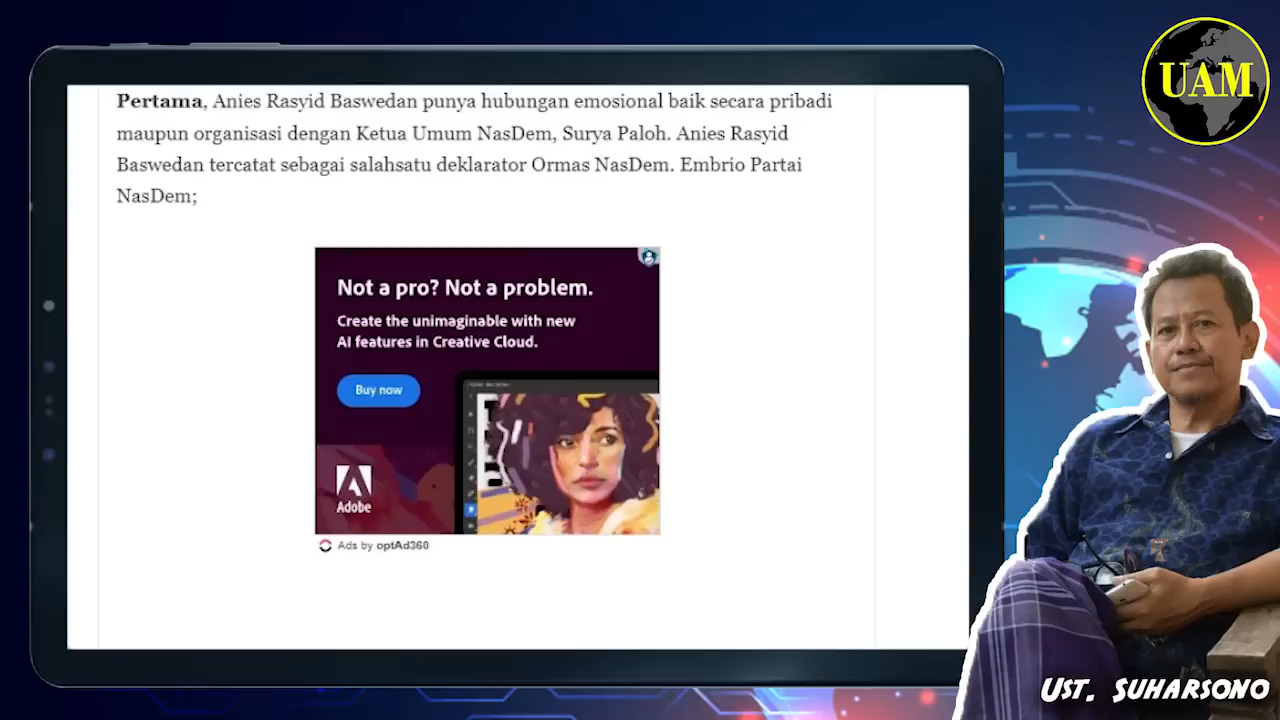 Pertama, Anies Rasyid Baswedan punya hubungan emosional baik secara pribadi
maupun organisasi dengan Ketua Umum NasDem, Surya Paloh. Anies Rasyid
Baswedan tercatat sebagai salahsatu deklarator Ormas NasDem. Embrio Partai
NasDem;
Not a pro? Not a problem.
Create the unimaginable with new
AI features in Creative Cloud.
Buy now
Adobe
Ads by optAd360
UAM
UST. SUHARSONO